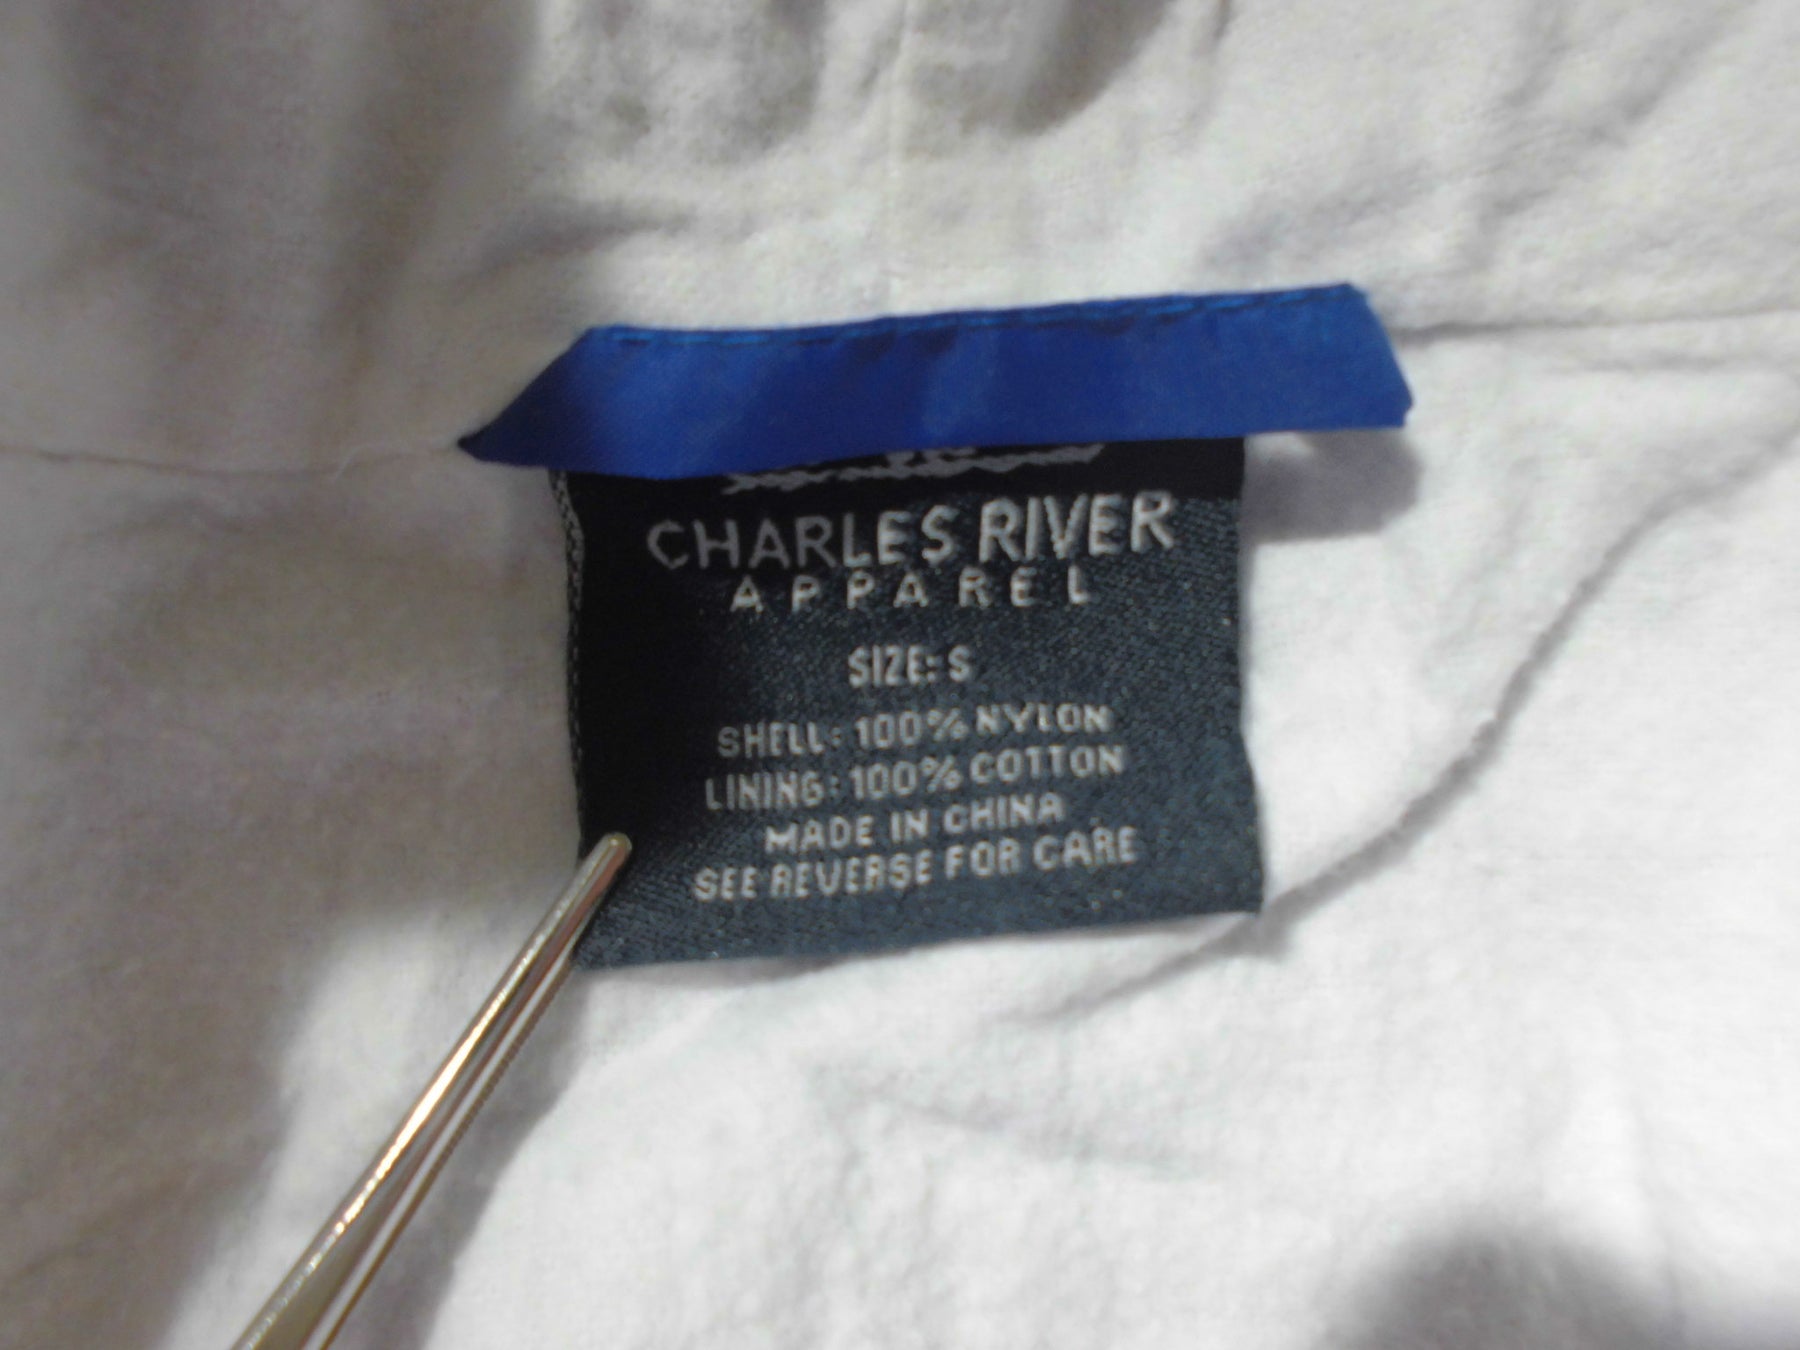 CHARLES RIVER
APPAREL
SIZE: S
SHELL: 100% NYLON
LINING: 100% COTTON
MADE IN CHINA
SEE REVERSE FOR CARE